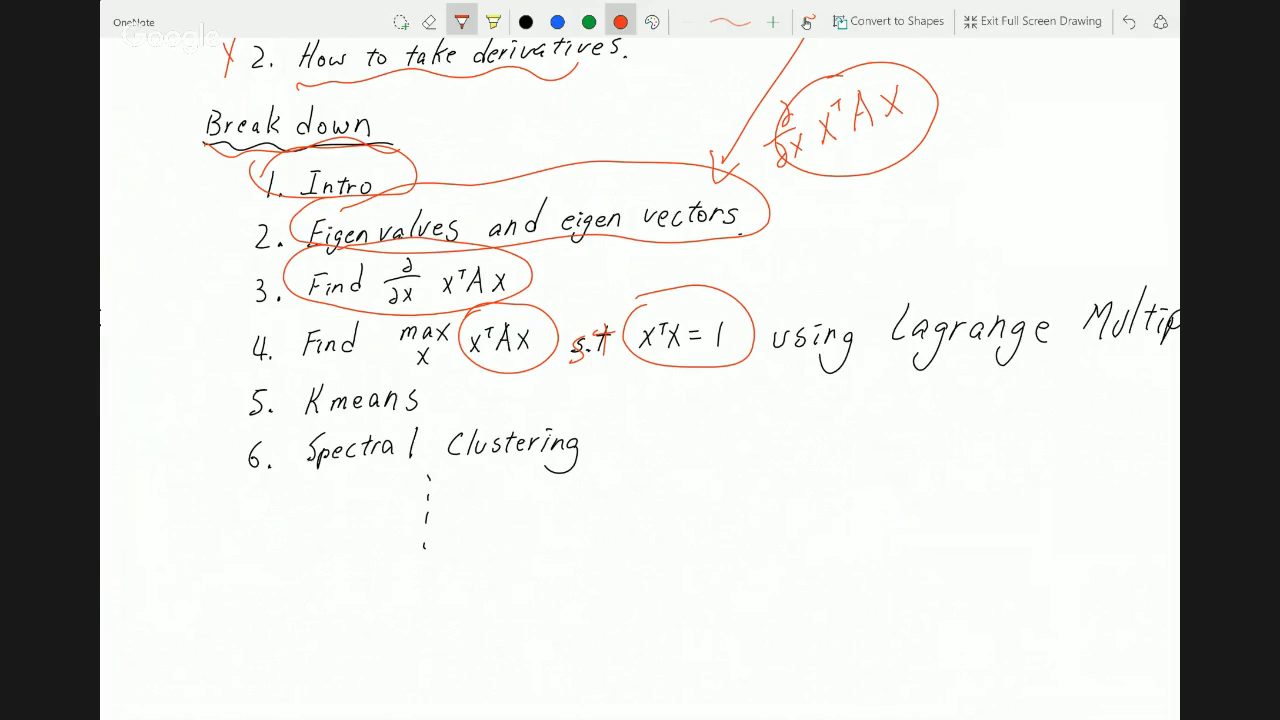 OneNote
Convert to Shapes
Exit Full Screen Drawing
Google
2. How to take derivatives.
∂/∂x xᵀAx
Break down
1. Intro
2. Eigenvalves and eigen vectors.
3. Find ∂/∂x xᵀAx
4. Find max x xᵀAx s.t xᵀx = 1 using Lagrange Multip
5. Kmeans
6. Spectral Clustering